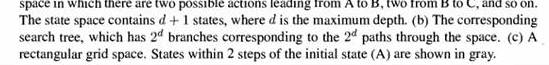 space in which there are two possible actions leading from A to B, two from B to C, and so on.
The state space contains d + 1 states, where d is the maximum depth. (b) The corresponding
search tree, which has 2^d branches corresponding to the 2^d paths through the space. (c) A
rectangular grid space. States within 2 steps of the initial state (A) are shown in gray.